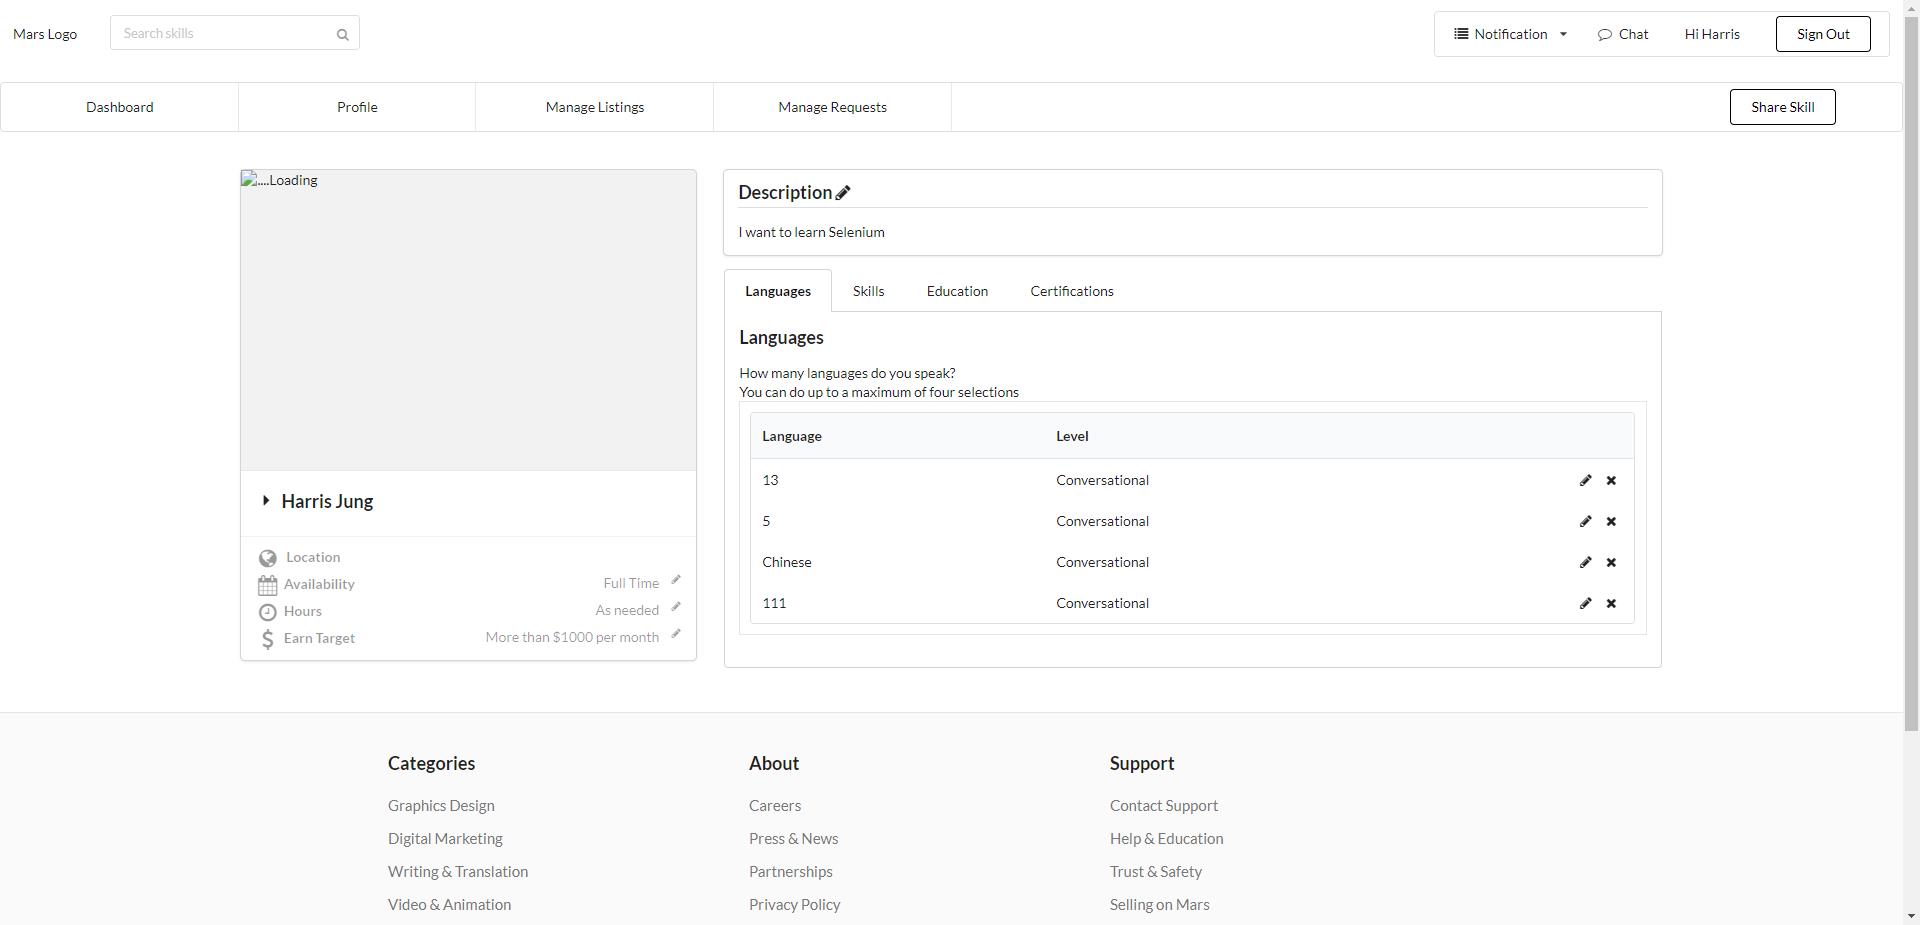 Mars Logo
Search skills
Notification
Chat
Hi Harris
Sign Out
Dashboard
Profile
Manage Listings
Manage Requests
Share Skill
....Loading
Harris Jung
Location
Availability
Full Time
Hours
As needed
Earn Target
More than $1000 per month
Description
I want to learn Selenium
Languages
Skills
Education
Certifications
Languages
How many languages do you speak?
You can do up to a maximum of four selections
Language Level
13 Conversational
5 Conversational
Chinese Conversational
111 Conversational
Categories
Graphics Design
Digital Marketing
Writing & Translation
Video & Animation
About
Careers
Press & News
Partnerships
Privacy Policy
Support
Contact Support
Help & Education
Trust & Safety
Selling on Mars